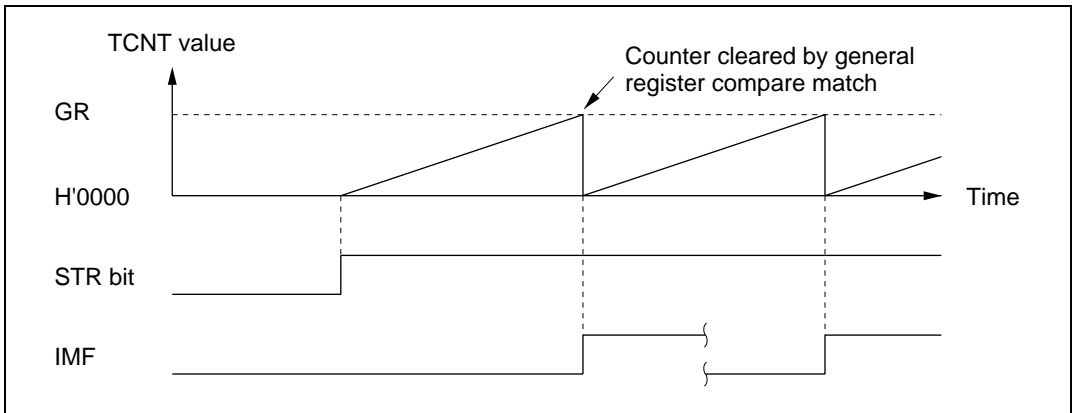 TCNT value
Counter cleared by general
register compare match
GR
H'0000
Time
STR bit
IMF